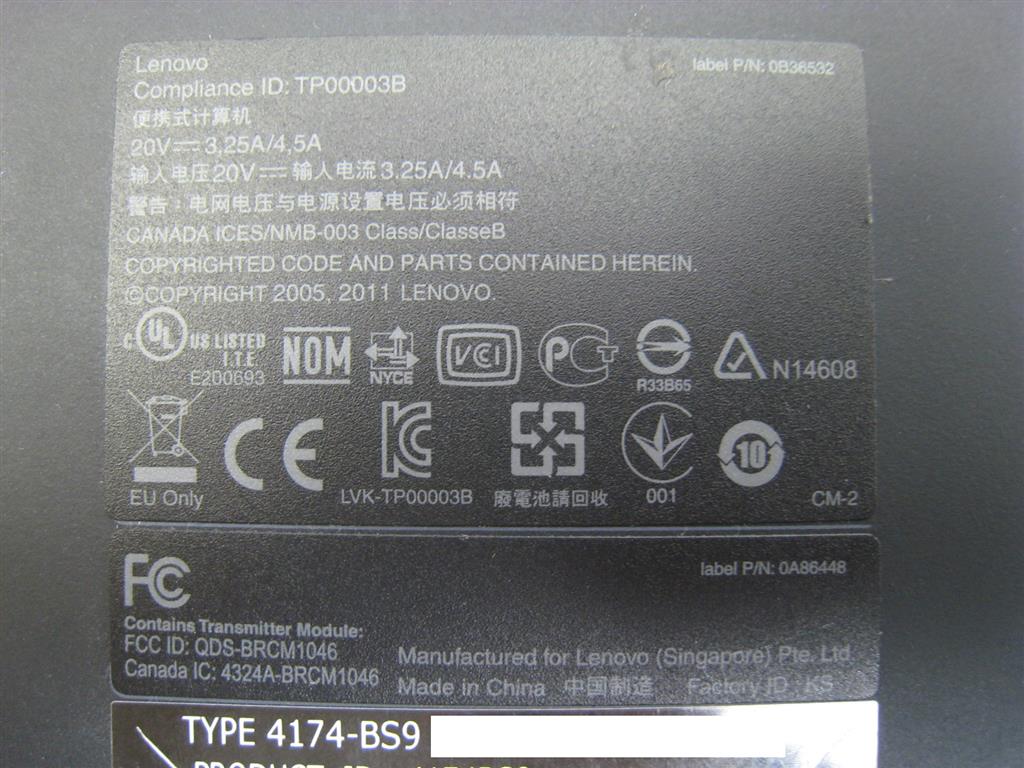 Lenovo
label P/N: 0B36532
Compliance ID: TP00003B
便携式计算机
20V⎓3.25A/4.5A
输入电压20V⎓输入电流3.25A/4.5A
警告：电网电压与电源设置电压必须相符
CANADA ICES/NMB-003 Class/ClasseB
COPYRIGHTED CODE AND PARTS CONTAINED HEREIN.
©COPYRIGHT 2005, 2011 LENOVO.
C UL US LISTED
I.T.E.
E200693
NOM
NYCE
VCI
PCT
R33B65
N14608
EU Only
CE
KC
LVK-TP00003B
廢電池請回收
001
10
CM-2
FC
label P/N: 0A86448
Contains Transmitter Module:
FCC ID: QDS-BRCM1046
Canada IC: 4324A-BRCM1046
Manufactured for Lenovo (Singapore) Pte. Ltd.
Made in China 中国制造 Factory ID : KS
TYPE 4174-BS9
PRODUCT ID